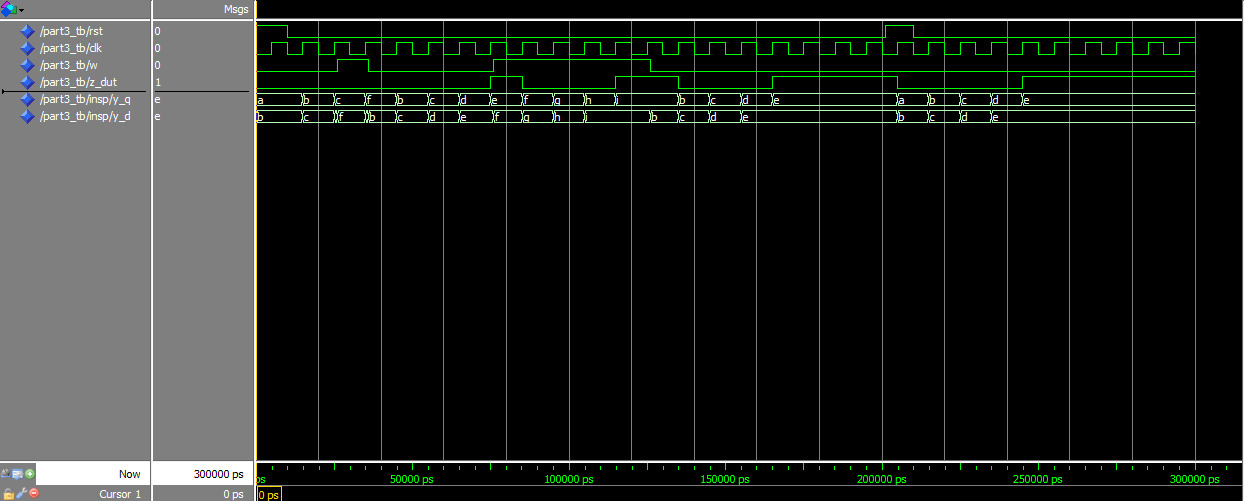 Msgs
/part3_tb/rst 0
/part3_tb/clk 0
/part3_tb/w 0
/part3_tb/z_dut 1
/part3_tb/insp/y_q e a b c f b c d e f g h i b c d e a b c d e
/part3_tb/insp/y_d e b c f b c d e f g h i b c d e b c d e
Now 300000 ps ps 50000 ps 100000 ps 150000 ps 200000 ps 250000 ps 300000 ps
Cursor 1 0 ps 0 ps